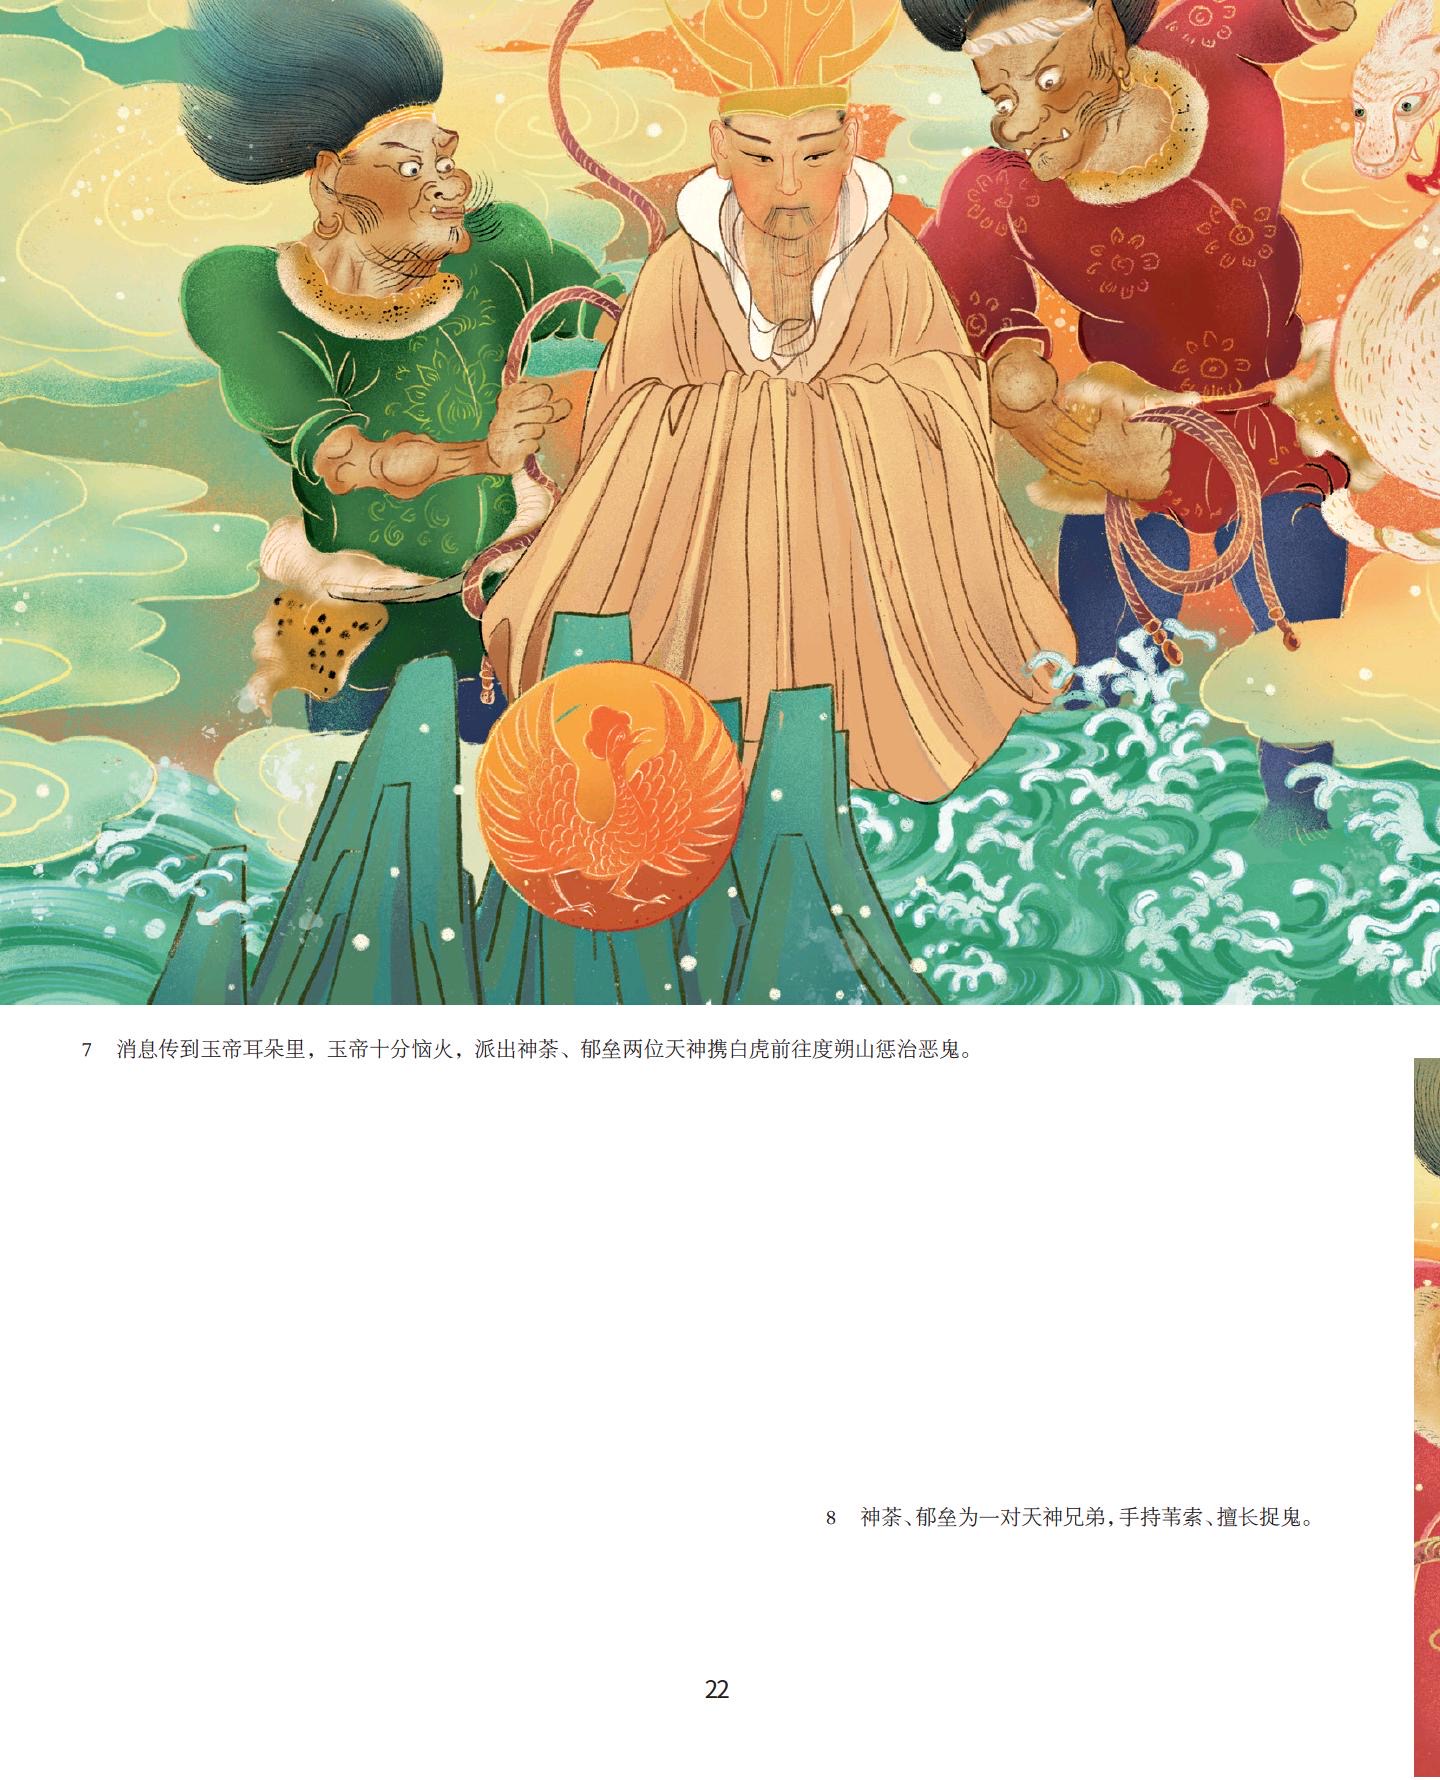 7 消息传到玉帝耳朵里，玉帝十分恼火，派出神荼、郁垒两位天神携白虎前往度朔山惩治恶鬼。
8 神荼、郁垒为一对天神兄弟，手持苇索、擅长捉鬼。
22